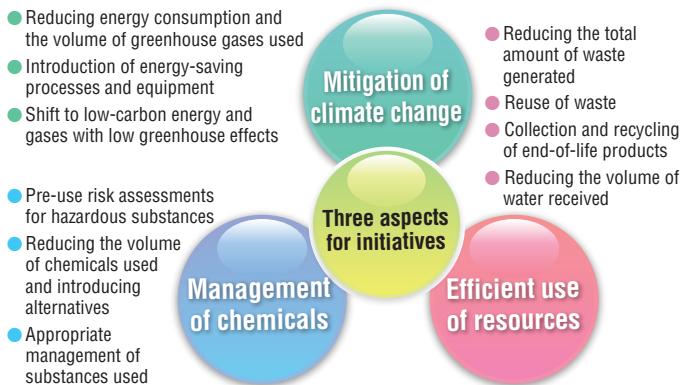 Reducing energy consumption and
the volume of greenhouse gases used
Introduction of energy-saving
processes and equipment
Shift to low-carbon energy and
gases with low greenhouse effects
Mitigation of
climate change
Reducing the total
amount of waste
generated
Reuse of waste
Collection and recycling
of end-of-life products
Reducing the volume of
water received
Pre-use risk assessments
for hazardous substances
Reducing the volume
of chemicals used
and introducing
alternatives
Appropriate
management of
substances used
Three aspects
for initiatives
Management
of chemicals
Efficient use
of resources